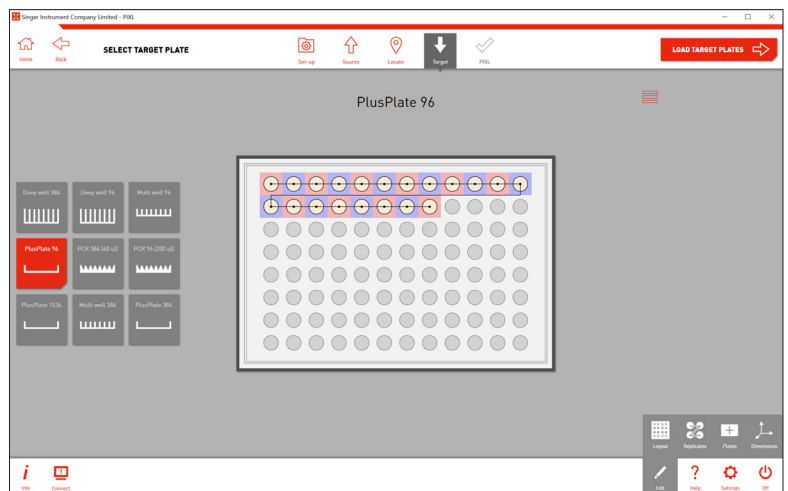 Singer Instrument Company Limited - PIXL
Home
Back
SELECT TARGET PLATE
Set-up
Source
Locate
Target
PIXL
LOAD TARGET PLATES
PlusPlate 96
Deep well 384
Deep well 96
Multi well 96
PlusPlate 96
PCR 384 (40 ul)
PCR 96 (200 ul)
PlusPlate 1536
Multi well 384
PlusPlate 384
Layout
Replicates
Plates
Dimensions
Info
Connect
Edit
Help
Settings
Off